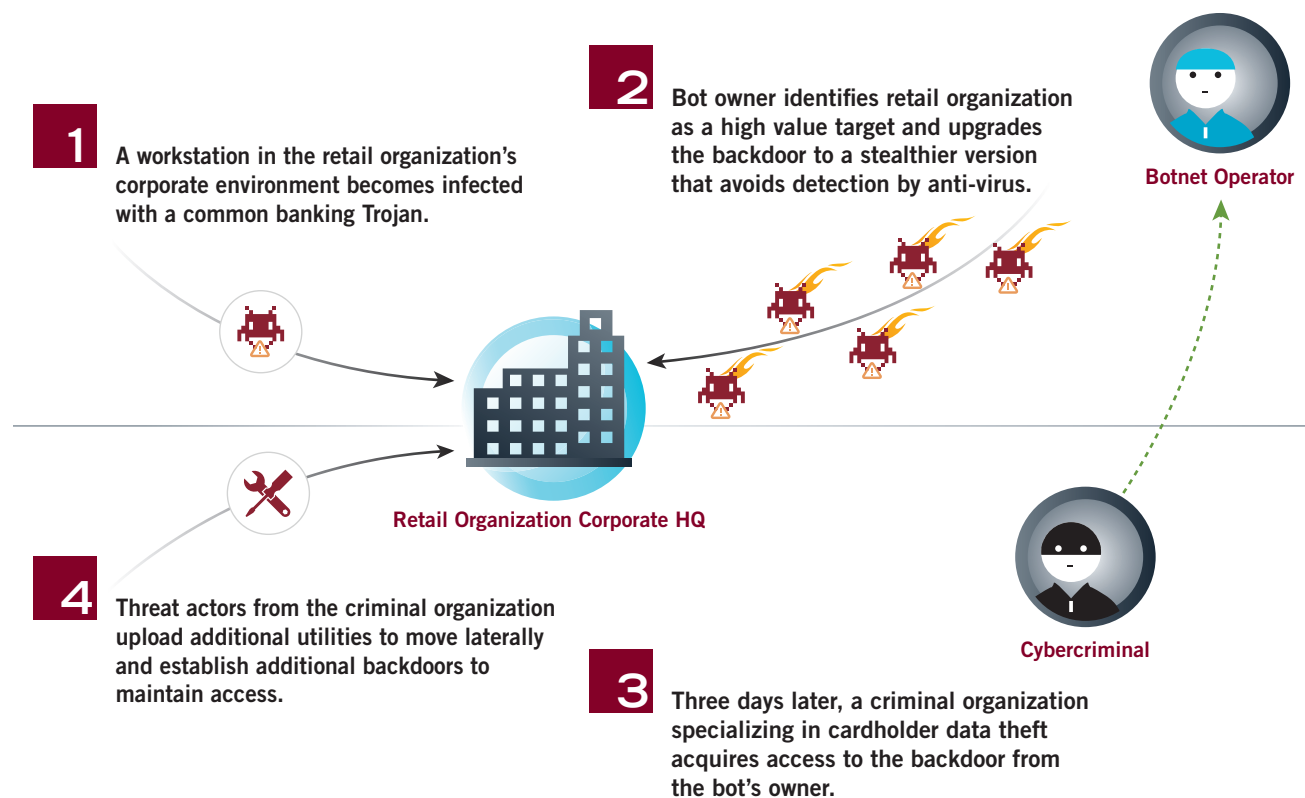 1
A workstation in the retail organization's
corporate environment becomes infected
with a common banking Trojan.
2
Bot owner identifies retail organization
as a high value target and upgrades
the backdoor to a stealthier version
that avoids detection by anti-virus.
Botnet Operator
Retail Organization Corporate HQ
Cybercriminal
3
Three days later, a criminal organization
specializing in cardholder data theft
acquires access to the backdoor from
the bot's owner.
4
Threat actors from the criminal organization
upload additional utilities to move laterally
and establish additional backdoors to
maintain access.